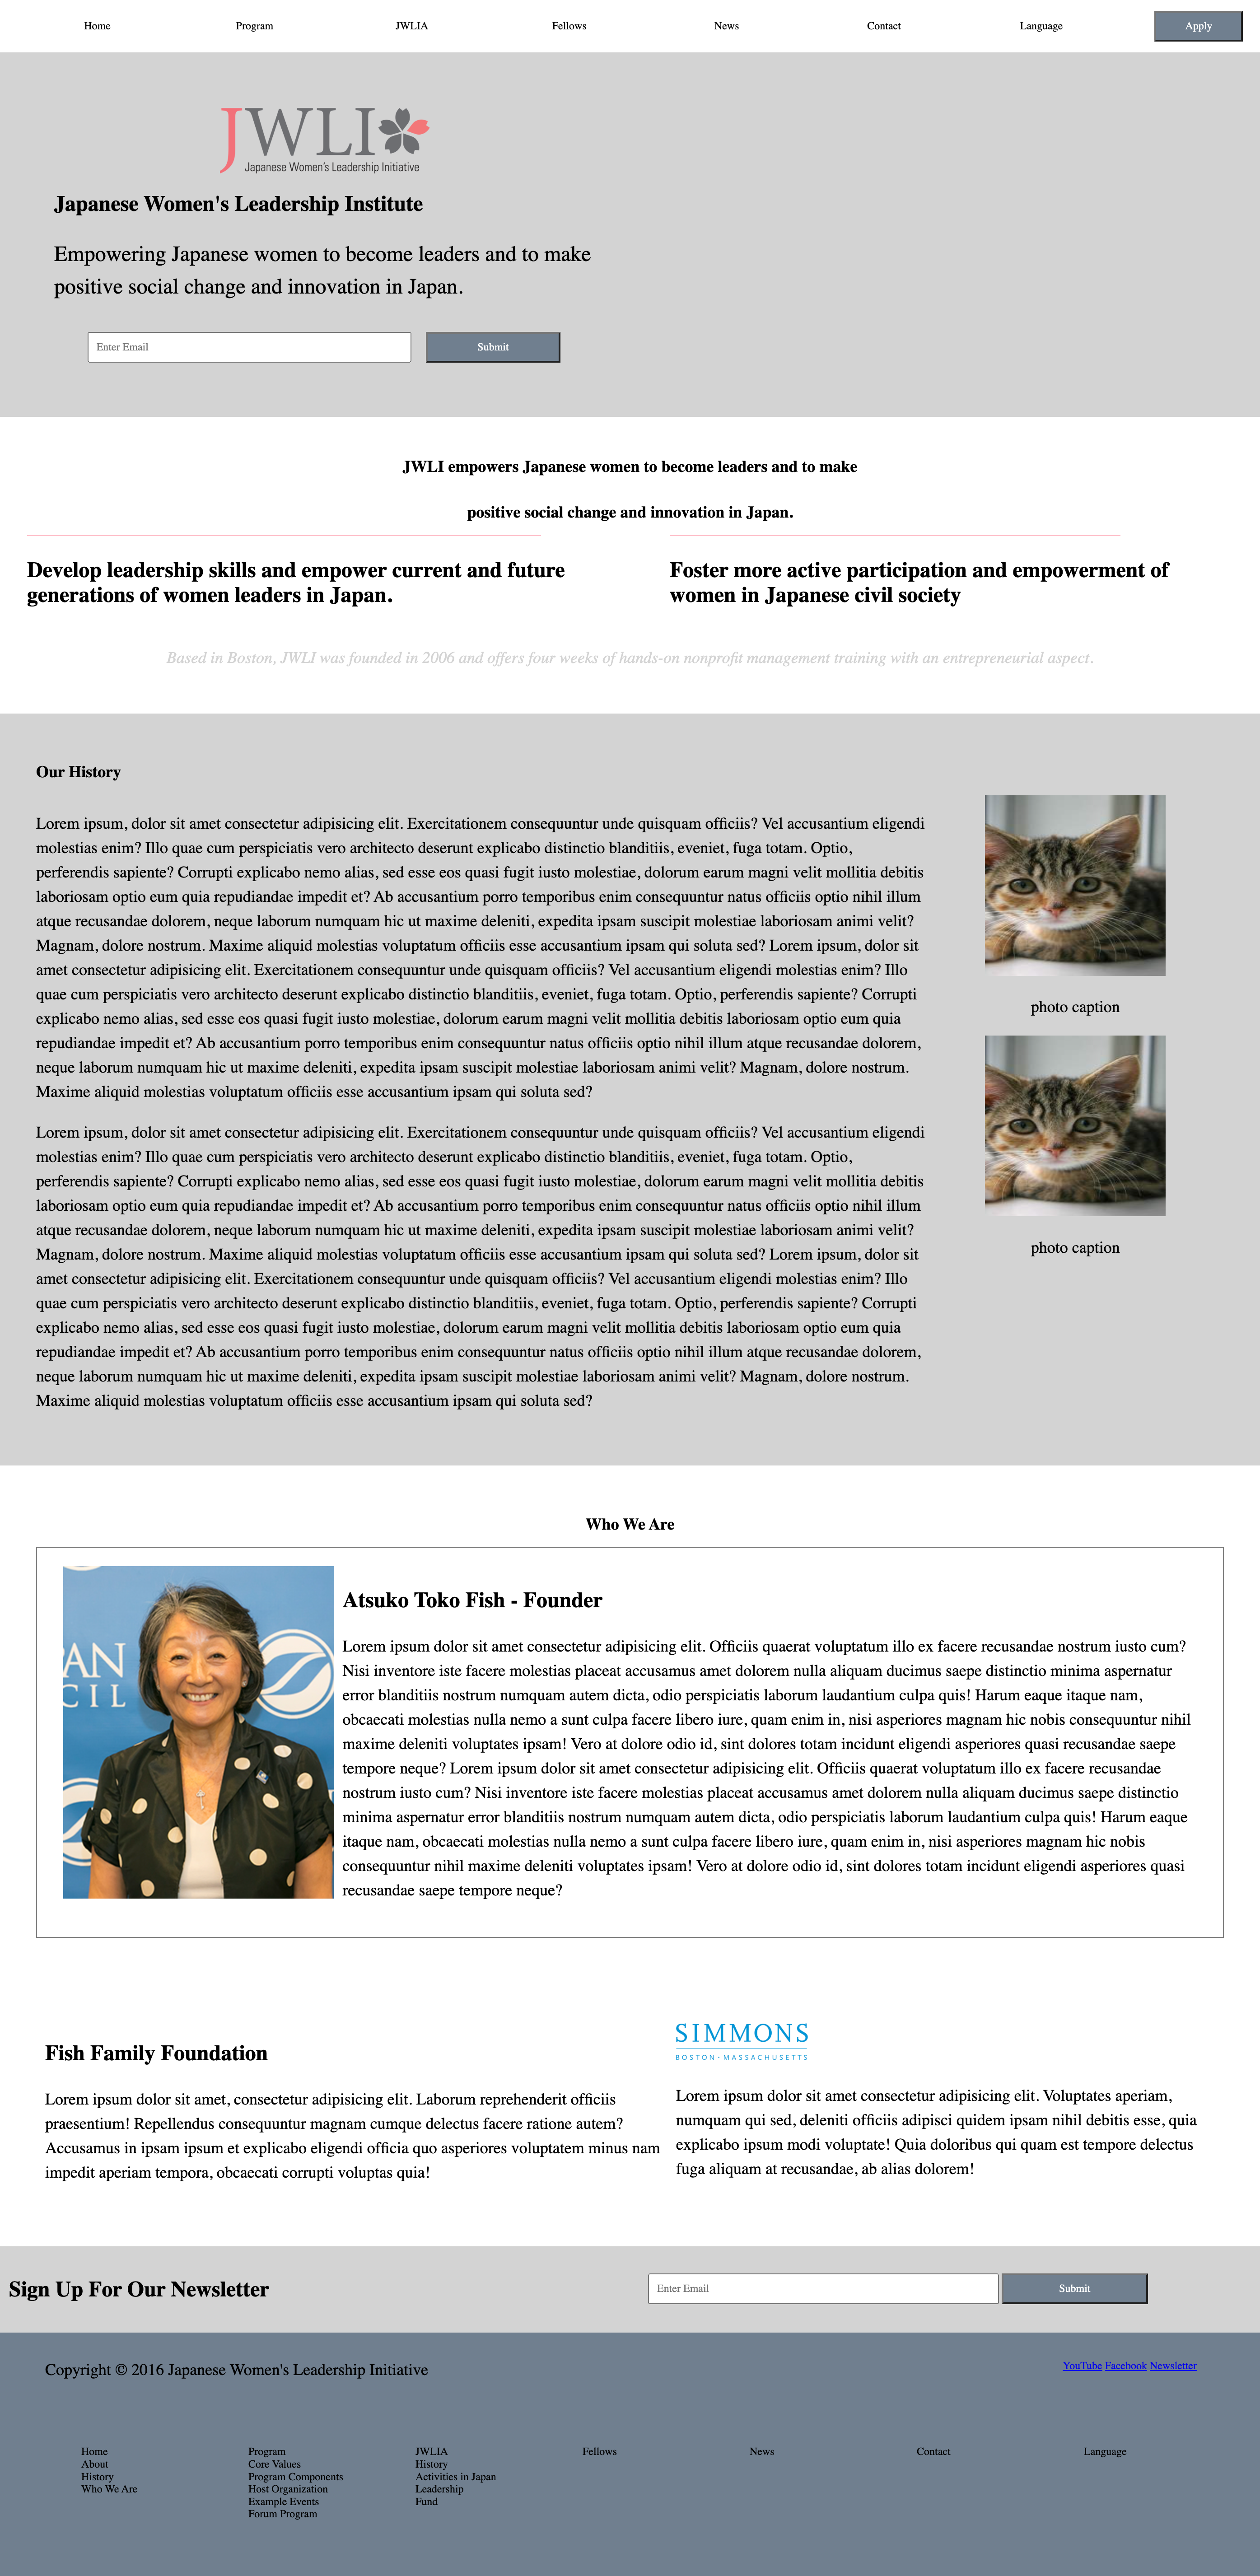 Home Program JWLIA Fellows News Contact Language Apply
JWLI
Japanese Women's Leadership Initiative
Japanese Women's Leadership Institute
Empowering Japanese women to become leaders and to make
positive social change and innovation in Japan.
Enter Email Submit
JWLI empowers Japanese women to become leaders and to make
positive social change and innovation in Japan.
Develop leadership skills and empower current and future
generations of women leaders in Japan.
Foster more active participation and empowerment of
women in Japanese civil society
Based in Boston, JWLI was founded in 2006 and offers four weeks of hands-on nonprofit management training with an entrepreneurial aspect.
Our History
Lorem ipsum, dolor sit amet consectetur adipisicing elit. Exercitationem consequuntur unde quisquam officiis? Vel accusantium eligendi
molestias enim? Illo quae cum perspiciatis vero architecto deserunt explicabo distinctio blanditiis, eveniet, fuga totam. Optio,
perferendis sapiente? Corrupti explicabo nemo alias, sed esse eos quasi fugit iusto molestiae, dolorum earum magni velit mollitia debitis
laboriosam optio eum quia repudiandae impedit et? Ab accusantium porro temporibus enim consequuntur natus officiis optio nihil illum
atque recusandae dolorem, neque laborum numquam hic ut maxime deleniti, expedita ipsam suscipit molestiae laboriosam animi velit?
Magnam, dolore nostrum. Maxime aliquid molestias voluptatum officiis esse accusantium ipsam qui soluta sed? Lorem ipsum, dolor sit
amet consectetur adipisicing elit. Exercitationem consequuntur unde quisquam officiis? Vel accusantium eligendi molestias enim? Illo
quae cum perspiciatis vero architecto deserunt explicabo distinctio blanditiis, eveniet, fuga totam. Optio, perferendis sapiente? Corrupti
explicabo nemo alias, sed esse eos quasi fugit iusto molestiae, dolorum earum magni velit mollitia debitis laboriosam optio eum quia
repudiandae impedit et? Ab accusantium porro temporibus enim consequuntur natus officiis optio nihil illum atque recusandae dolorem,
neque laborum numquam hic ut maxime deleniti, expedita ipsam suscipit molestiae laboriosam animi velit? Magnam, dolore nostrum.
Maxime aliquid molestias voluptatum officiis esse accusantium ipsam qui soluta sed?
Lorem ipsum, dolor sit amet consectetur adipisicing elit. Exercitationem consequuntur unde quisquam officiis? Vel accusantium eligendi
molestias enim? Illo quae cum perspiciatis vero architecto deserunt explicabo distinctio blanditiis, eveniet, fuga totam. Optio,
perferendis sapiente? Corrupti explicabo nemo alias, sed esse eos quasi fugit iusto molestiae, dolorum earum magni velit mollitia debitis
laboriosam optio eum quia repudiandae impedit et? Ab accusantium porro temporibus enim consequuntur natus officiis optio nihil illum
atque recusandae dolorem, neque laborum numquam hic ut maxime deleniti, expedita ipsam suscipit molestiae laboriosam animi velit?
Magnam, dolore nostrum. Maxime aliquid molestias voluptatum officiis esse accusantium ipsam qui soluta sed? Lorem ipsum, dolor sit
amet consectetur adipisicing elit. Exercitationem consequuntur unde quisquam officiis? Vel accusantium eligendi molestias enim? Illo
quae cum perspiciatis vero architecto deserunt explicabo distinctio blanditiis, eveniet, fuga totam. Optio, perferendis sapiente? Corrupti
explicabo nemo alias, sed esse eos quasi fugit iusto molestiae, dolorum earum magni velit mollitia debitis laboriosam optio eum quia
repudiandae impedit et? Ab accusantium porro temporibus enim consequuntur natus officiis optio nihil illum atque recusandae dolorem,
neque laborum numquam hic ut maxime deleniti, expedita ipsam suscipit molestiae laboriosam animi velit? Magnam, dolore nostrum.
Maxime aliquid molestias voluptatum officiis esse accusantium ipsam qui soluta sed?
photo caption
photo caption
Who We Are
AN
CIL
Atsuko Toko Fish - Founder
Lorem ipsum dolor sit amet consectetur adipisicing elit. Officiis quaerat voluptatum illo ex facere recusandae nostrum iusto cum?
Nisi inventore iste facere molestias placeat accusamus amet dolorem nulla aliquam ducimus saepe distinctio minima aspernatur
error blanditiis nostrum numquam autem dicta, odio perspiciatis laborum laudantium culpa quis! Harum eaque itaque nam,
obcaecati molestias nulla nemo a sunt culpa facere libero iure, quam enim in, nisi asperiores magnam hic nobis consequuntur nihil
maxime deleniti voluptates ipsam! Vero at dolore odio id, sint dolores totam incidunt eligendi asperiores quasi recusandae saepe
tempore neque? Lorem ipsum dolor sit amet consectetur adipisicing elit. Officiis quaerat voluptatum illo ex facere recusandae
nostrum iusto cum? Nisi inventore iste facere molestias placeat accusamus amet dolorem nulla aliquam ducimus saepe distinctio
minima aspernatur error blanditiis nostrum numquam autem dicta, odio perspiciatis laborum laudantium culpa quis! Harum eaque
itaque nam, obcaecati molestias nulla nemo a sunt culpa facere libero iure, quam enim in, nisi asperiores magnam hic nobis
consequuntur nihil maxime deleniti voluptates ipsam! Vero at dolore odio id, sint dolores totam incidunt eligendi asperiores quasi
recusandae saepe tempore neque?
Fish Family Foundation
Lorem ipsum dolor sit amet, consectetur adipisicing elit. Laborum reprehenderit officiis
praesentium! Repellendus consequuntur magnam cumque delectus facere ratione autem?
Accusamus in ipsam ipsum et explicabo eligendi officia quo asperiores voluptatem minus nam
impedit aperiam tempora, obcaecati corrupti voluptas quia!
SIMMONS
BOSTON · MASSACHUSETTS
Lorem ipsum dolor sit amet consectetur adipisicing elit. Voluptates aperiam,
numquam qui sed, deleniti officiis adipisci quidem ipsam nihil debitis esse, quia
explicabo ipsum modi voluptate! Quia doloribus qui quam est tempore delectus
fuga aliquam at recusandae, ab alias dolorem!
Sign Up For Our Newsletter
Enter Email Submit
Copyright © 2016 Japanese Women's Leadership Initiative
YouTube Facebook Newsletter
Home
About
History
Who We Are
Program
Core Values
Program Components
Host Organization
Example Events
Forum Program
JWLIA
History
Activities in Japan
Leadership
Fund
Fellows
News
Contact
Language